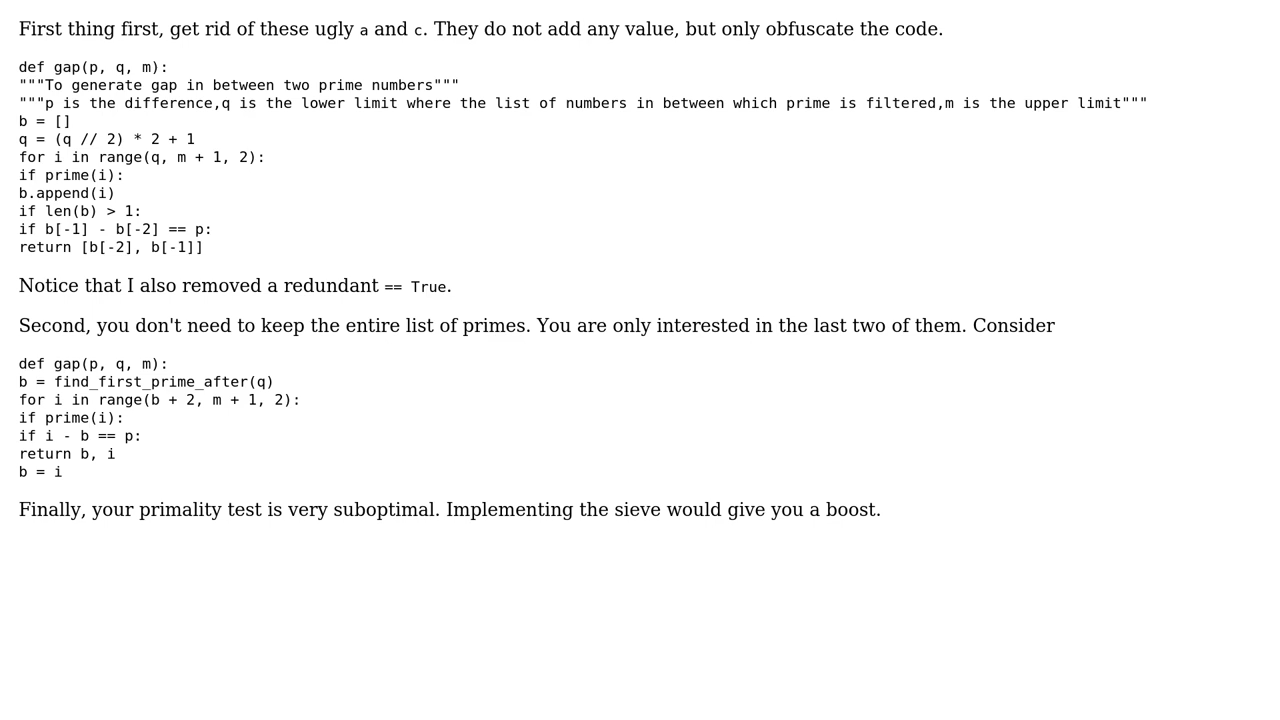 First thing first, get rid of these ugly a and c. They do not add any value, but only obfuscate the code.
def gap(p, q, m):
"""To generate gap in between two prime numbers"""
"""p is the difference,q is the lower limit where the list of numbers in between which prime is filtered,m is the upper limit"""
b = []
q = (q // 2) * 2 + 1
for i in range(q, m + 1, 2):
if prime(i):
b.append(i)
if len(b) > 1:
if b[-1] - b[-2] == p:
return [b[-2], b[-1]]
Notice that I also removed a redundant == True.
Second, you don't need to keep the entire list of primes. You are only interested in the last two of them. Consider
def gap(p, q, m):
b = find_first_prime_after(q)
for i in range(b + 2, m + 1, 2):
if prime(i):
if i - b == p:
return b, i
b = i
Finally, your primality test is very suboptimal. Implementing the sieve would give you a boost.